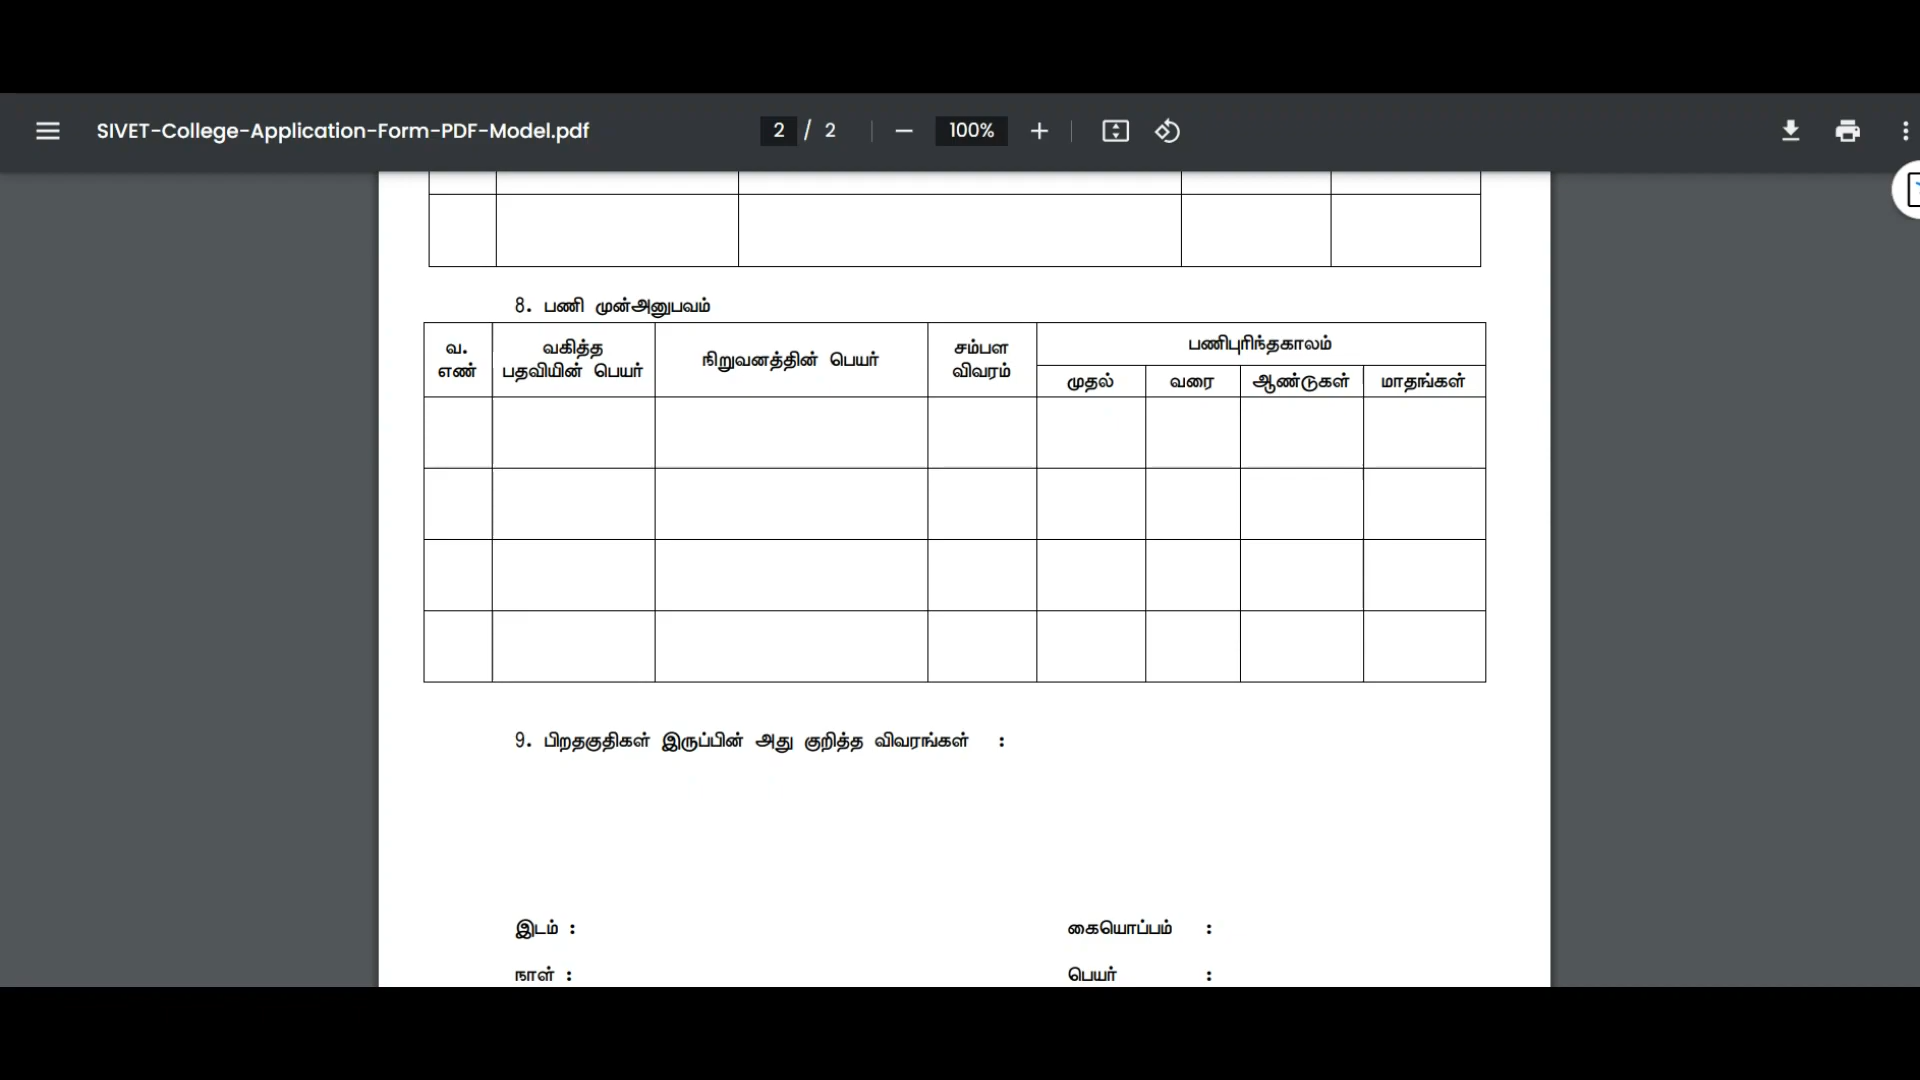 SIVET-College-Application-Form-PDF-Model.pdf
2 / 2
100%
8. பணி முன்அனுபவம்
வ. எண்
வகித்த பதவியின் பெயர்
நிறுவனத்தின் பெயர்
சம்பள விவரம்
பணிபுரிந்தகாலம்
முதல் வரை ஆண்டுகள் மாதங்கள்
9. பிறதகுதிகள் இருப்பின் அது குறித்த விவரங்கள் :
இடம் : கையொப்பம் :
நாள் : பெயர் :